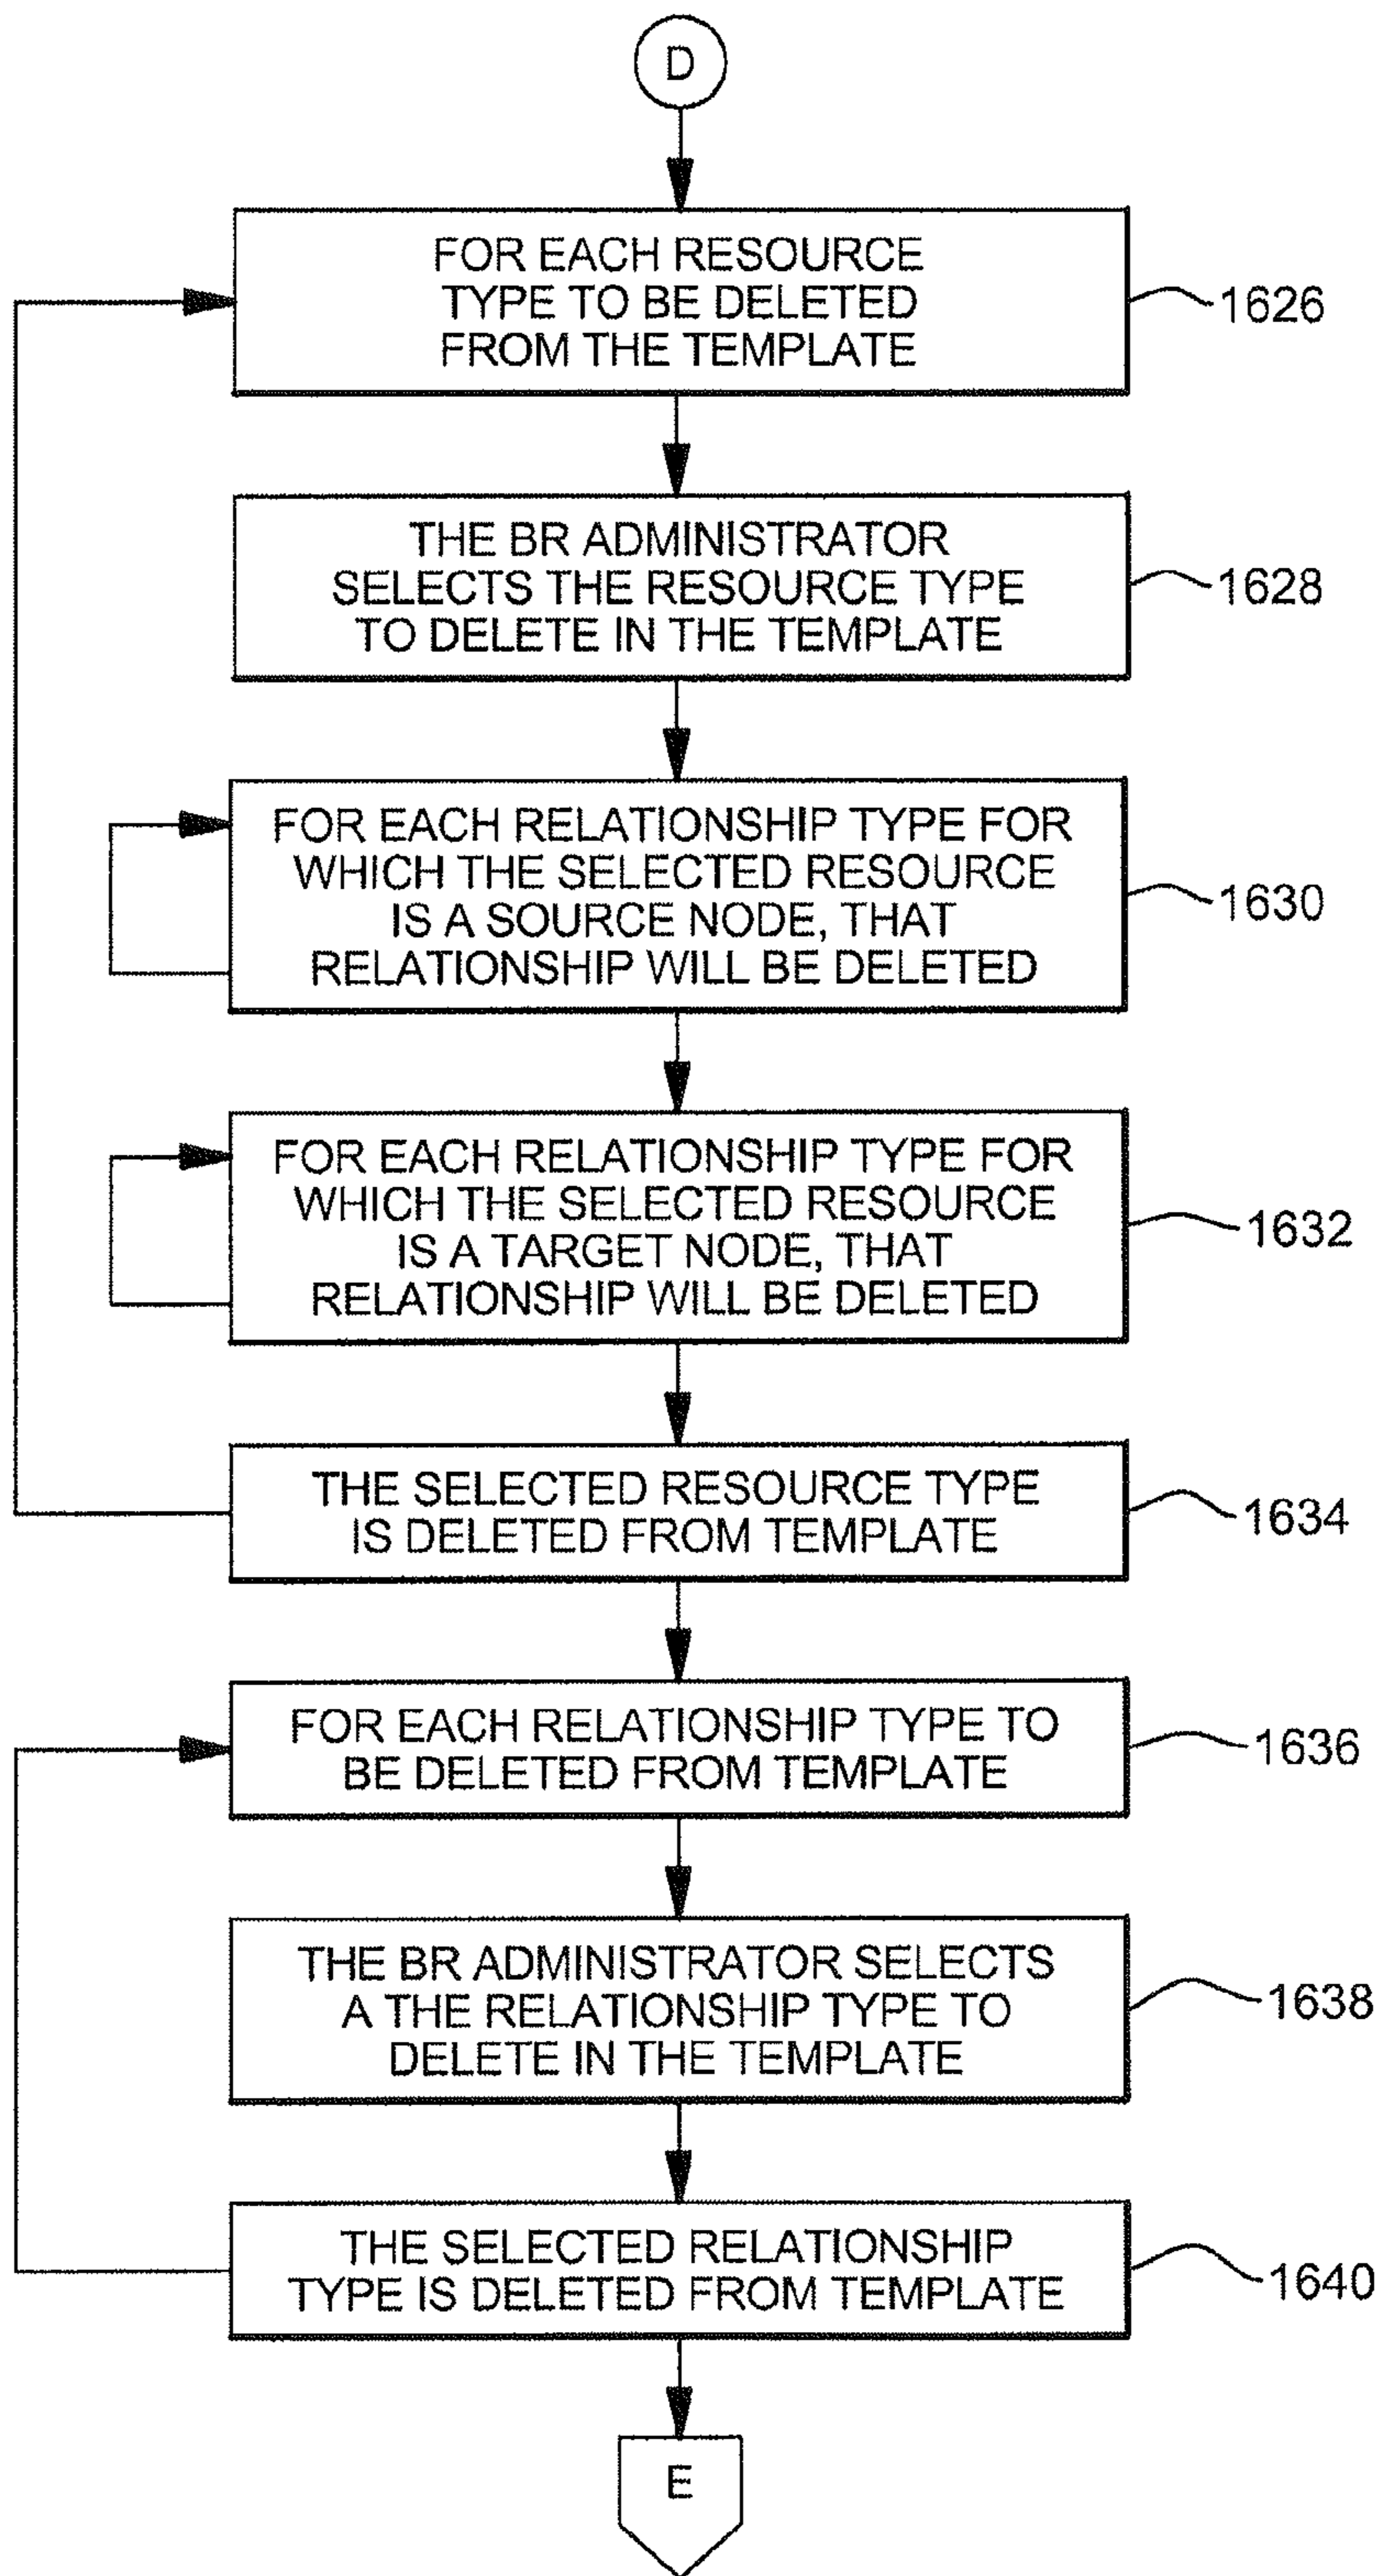 D
FOR EACH RESOURCE
TYPE TO BE DELETED
FROM THE TEMPLATE
1626
THE BR ADMINISTRATOR
SELECTS THE RESOURCE TYPE
TO DELETE IN THE TEMPLATE
1628
FOR EACH RELATIONSHIP TYPE FOR
WHICH THE SELECTED RESOURCE
IS A SOURCE NODE, THAT
RELATIONSHIP WILL BE DELETED
1630
FOR EACH RELATIONSHIP TYPE FOR
WHICH THE SELECTED RESOURCE
IS A TARGET NODE, THAT
RELATIONSHIP WILL BE DELETED
1632
THE SELECTED RESOURCE TYPE
IS DELETED FROM TEMPLATE
1634
FOR EACH RELATIONSHIP TYPE TO
BE DELETED FROM TEMPLATE
1636
THE BR ADMINISTRATOR SELECTS
A THE RELATIONSHIP TYPE TO
DELETE IN THE TEMPLATE
1638
THE SELECTED RELATIONSHIP
TYPE IS DELETED FROM TEMPLATE
1640
E